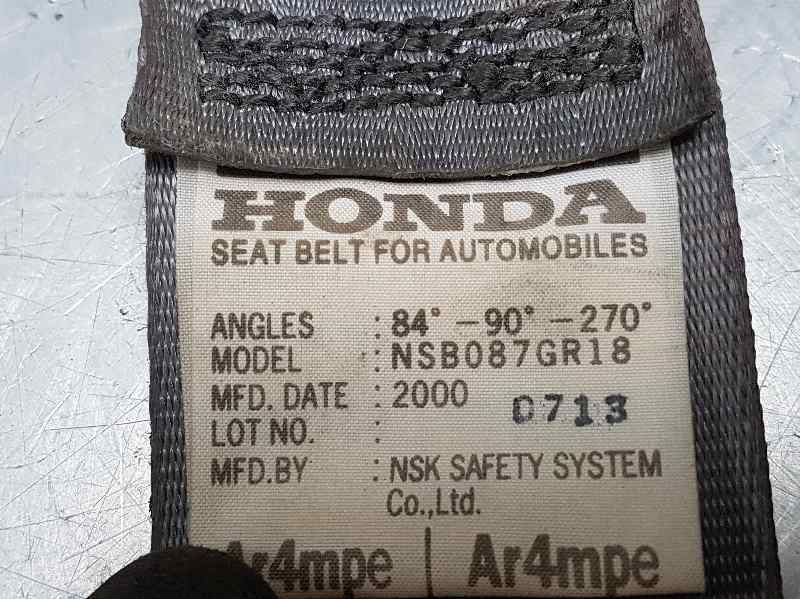 HONDA
SEAT BELT FOR AUTOMOBILES
ANGLES : 84° -90° -270°
MODEL : NSB087GR18
MFD. DATE : 2000 0713
LOT NO. :
MFD.BY : NSK SAFETY SYSTEM
Co.,Ltd.
Ar4mpe | Ar4mpe